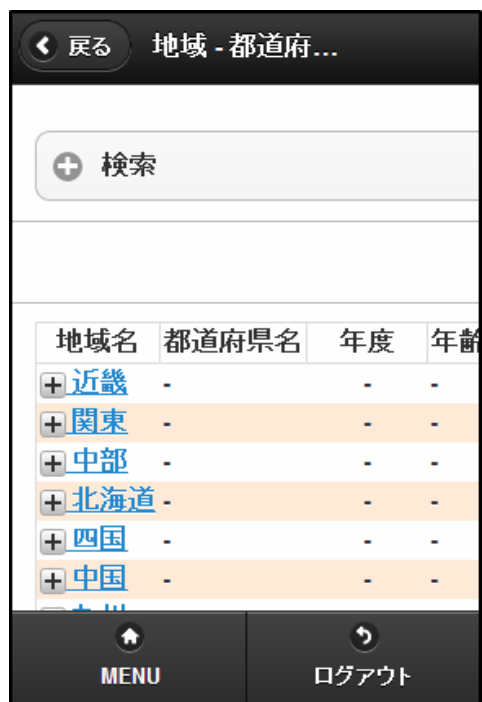 戻る 地域 - 都道府...
検索
地域名 都道府県名 年度 年齢
近畿 - - -
関東 - - -
中部 - - -
北海道 - - -
四国 - - -
中国 - - -
MENU ログアウト